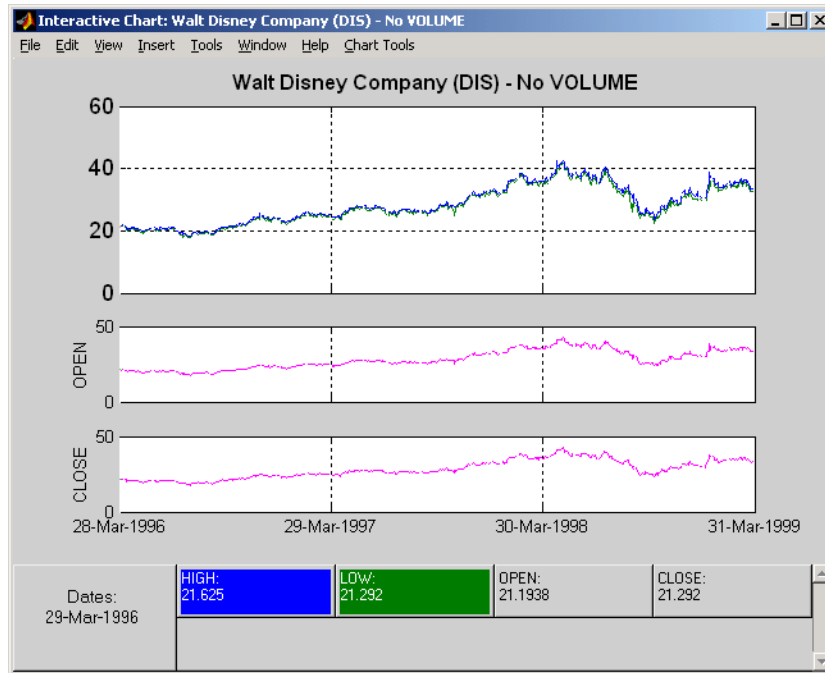 Interactive Chart: Walt Disney Company (DIS) - No VOLUME
File Edit View Insert Tools Window Help Chart Tools
Walt Disney Company (DIS) - No VOLUME
60
40
20
0
50
OPEN
0
50
CLOSE
0
28-Mar-1996 29-Mar-1997 30-Mar-1998 31-Mar-1999
Dates:
29-Mar-1996
HIGH:
21.625
LOW:
21.292
OPEN:
21.1938
CLOSE:
21.292